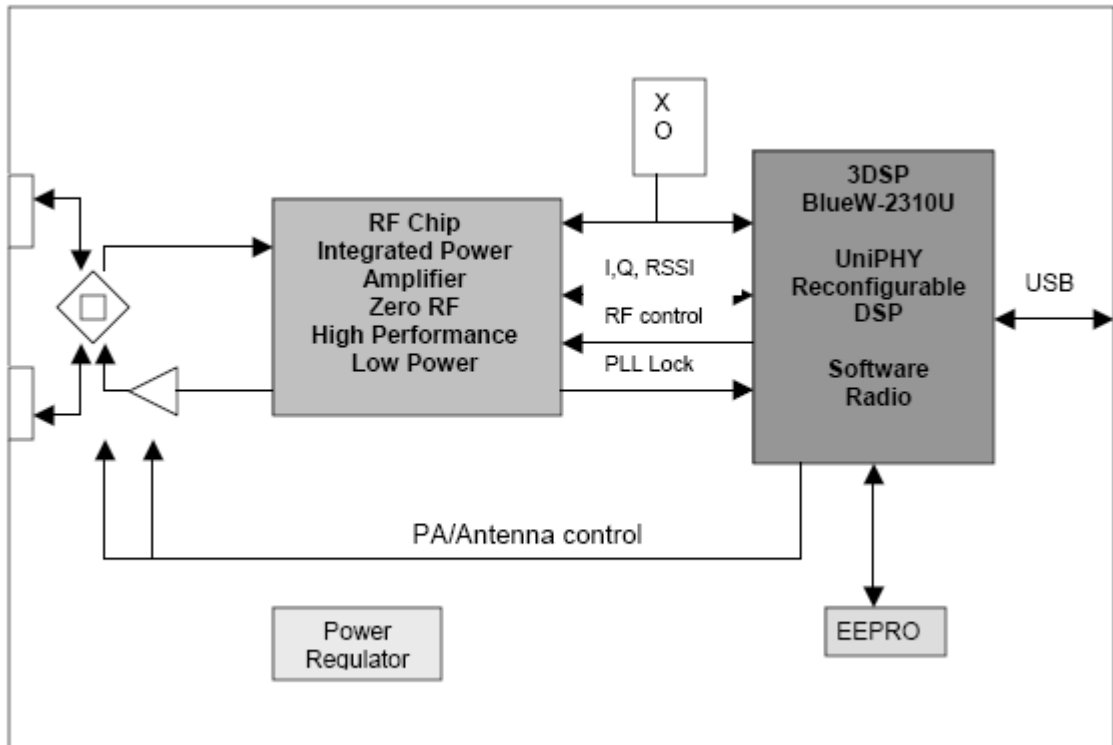 X
O
3DSP
BlueW-2310U
UniPHY
Reconfigurable
DSP
Software
Radio
RF Chip
Integrated Power
Amplifier
Zero RF
High Performance
Low Power
I,Q, RSSI
RF control
PLL Lock
USB
PA/Antenna control
Power
Regulator
EEPRO